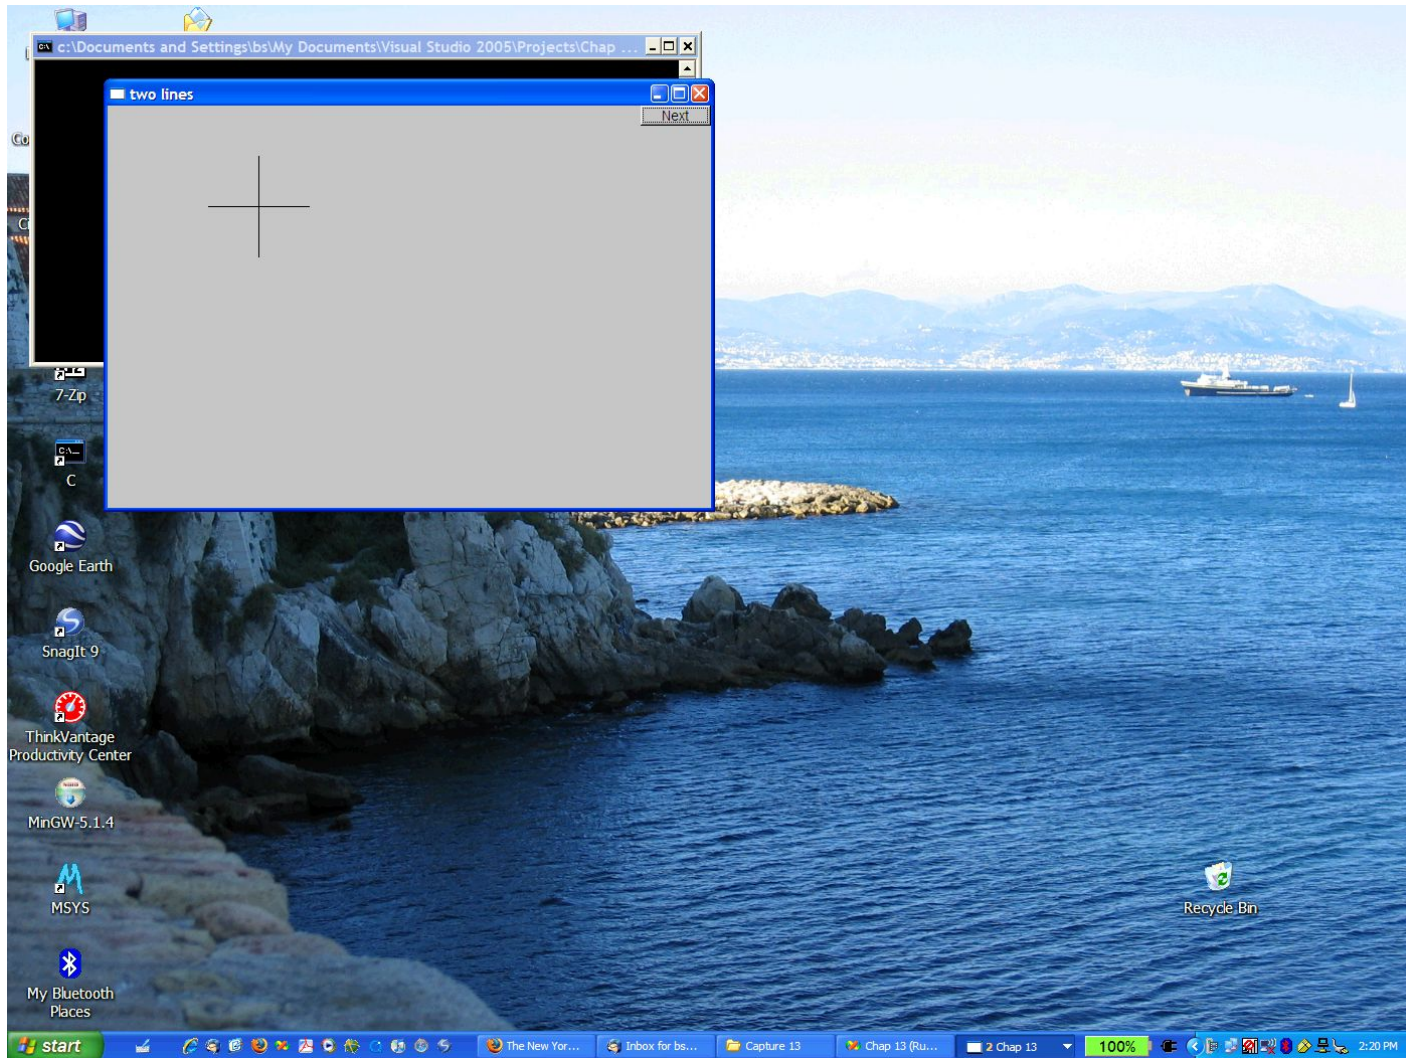 c:\Documents and Settings\bs\My Documents\Visual Studio 2005\Projects\Chap ...
two lines
Next
Co
Ci
7-Zip
C:\_
C
Google Earth
SnagIt 9
ThinkVantage
Productivity Center
MinGW-5.1.4
MSYS
My Bluetooth
Places
Recycle Bin
start
The New Yor...
Inbox for bs...
Capture 13
Chap 13 (Ru...
2 Chap 13
100%
2:20 PM